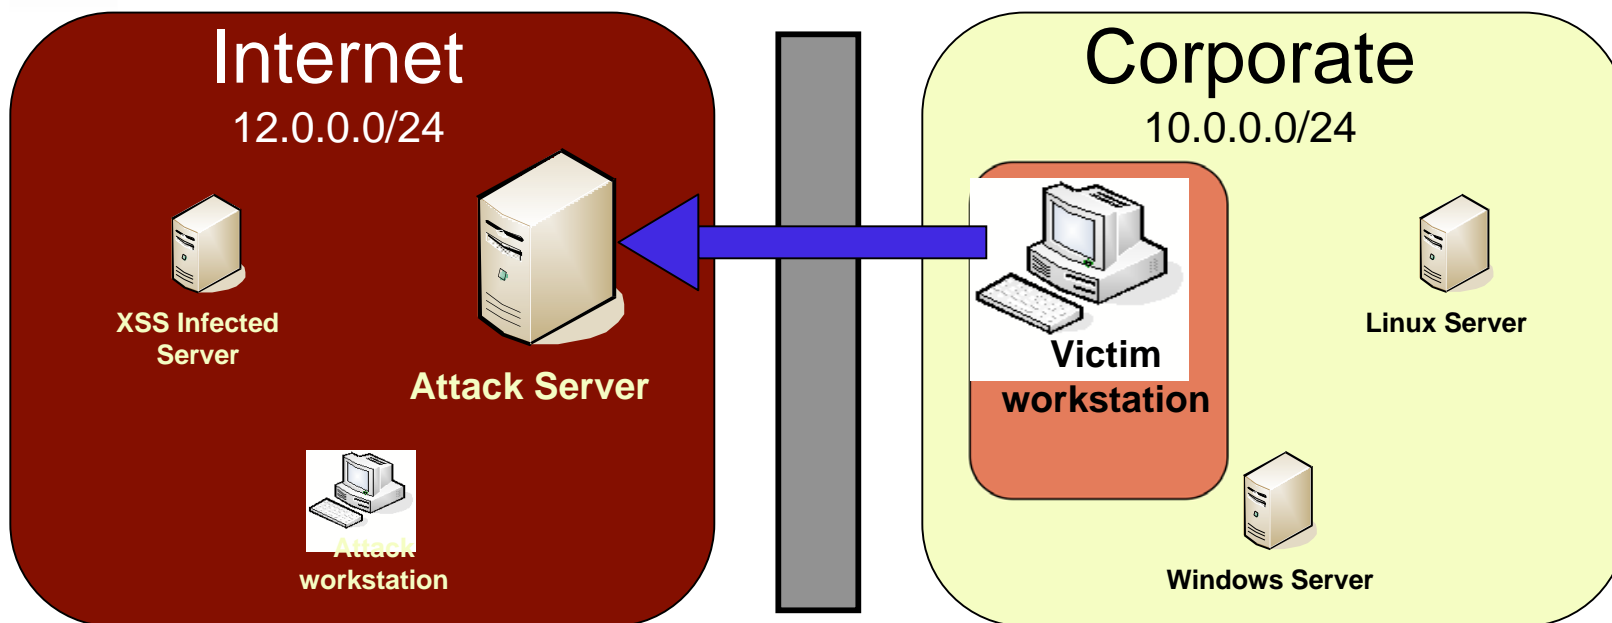 Internet
12.0.0.0/24
XSS Infected
Server
Attack Server
Attack
workstation
Corporate
10.0.0.0/24
Victim
workstation
Linux Server
Windows Server